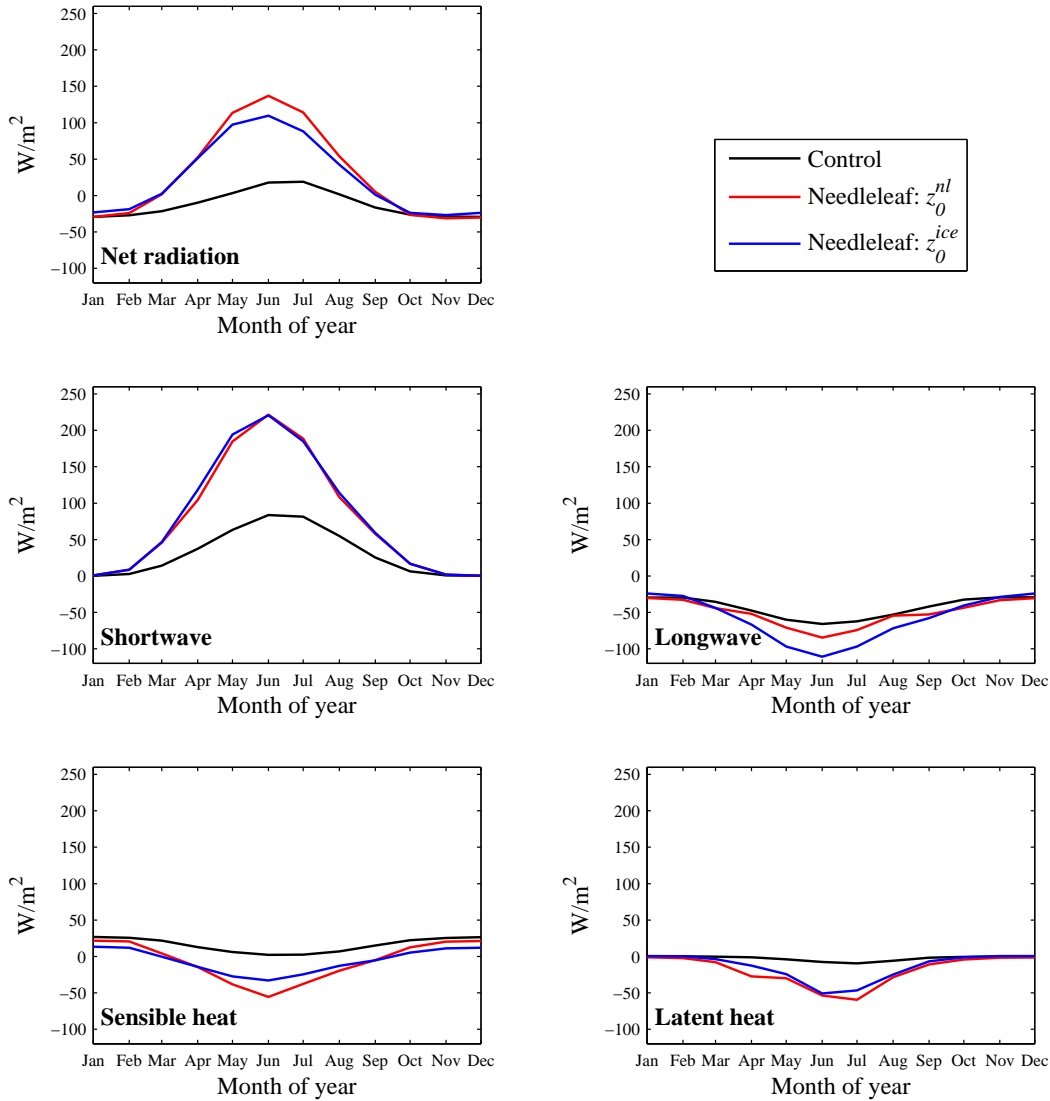 250
200
150
100
50
0
−50
−100
W/m²
Net radiation
Jan Feb Mar Apr May Jun Jul Aug Sep Oct Nov Dec
Month of year
Control
Needleleaf: z₀ⁿˡ
Needleleaf: z₀ⁱᶜᵉ
250
200
150
100
50
0
−50
−100
W/m²
Shortwave
Jan Feb Mar Apr May Jun Jul Aug Sep Oct Nov Dec
Month of year
250
200
150
100
50
0
−50
−100
W/m²
Longwave
Jan Feb Mar Apr May Jun Jul Aug Sep Oct Nov Dec
Month of year
250
200
150
100
50
0
−50
−100
W/m²
Sensible heat
Jan Feb Mar Apr May Jun Jul Aug Sep Oct Nov Dec
Month of year
250
200
150
100
50
0
−50
−100
W/m²
Latent heat
Jan Feb Mar Apr May Jun Jul Aug Sep Oct Nov Dec
Month of year